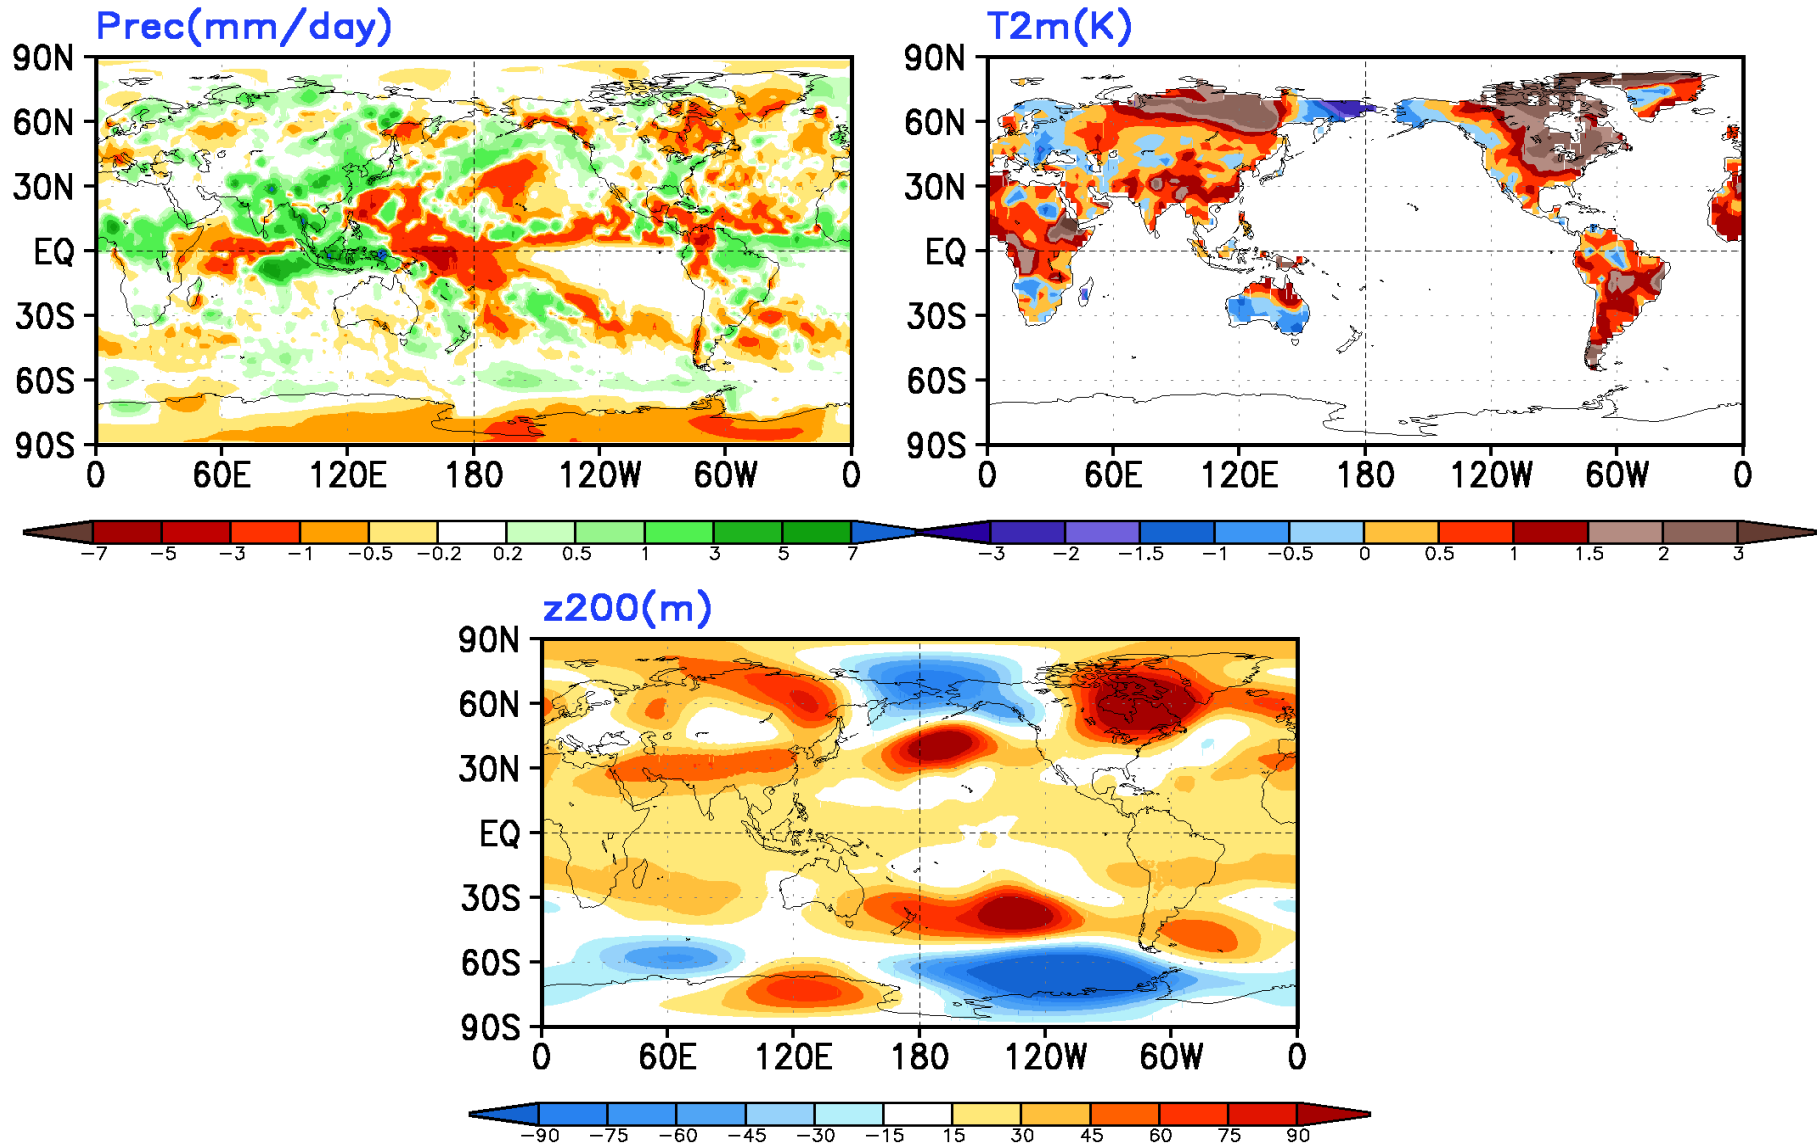 Prec(mm/day)
90N
60N
30N
EQ
30S
60S
90S
0 60E 120E 180 120W 60W 0
-7 -5 -3 -1 -0.5 -0.2 0.2 0.5 1 3 5 7
T2m(K)
90N
60N
30N
EQ
30S
60S
90S
0 60E 120E 180 120W 60W 0
-3 -2 -1.5 -1 -0.5 0 0.5 1 1.5 2 3
z200(m)
90N
60N
30N
EQ
30S
60S
90S
0 60E 120E 180 120W 60W 0
-90 -75 -60 -45 -30 -15 15 30 45 60 75 90